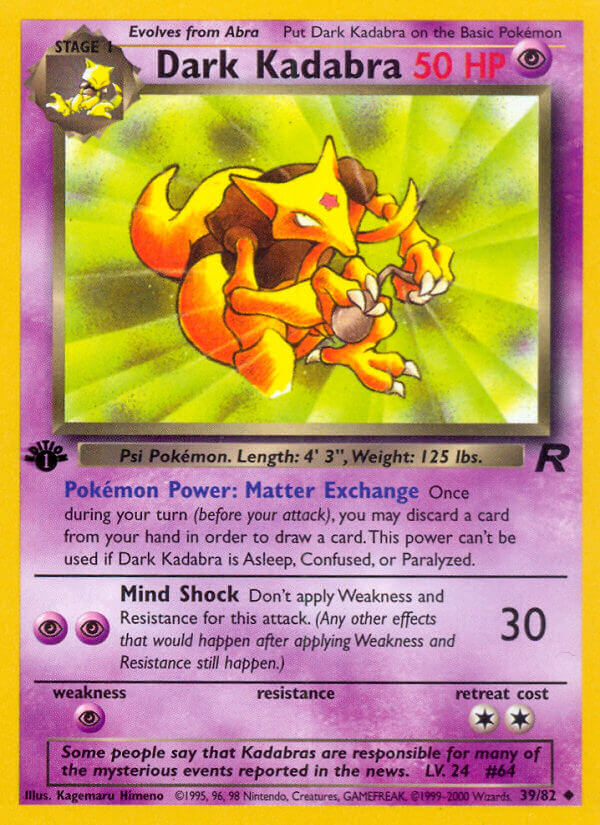 Evolves from Abra Put Dark Kadabra on the Basic Pokémon
STAGE 1
Dark Kadabra 50 HP
EDITION
1
Psi Pokémon. Length: 4' 3", Weight: 125 lbs.
R
Pokémon Power: Matter Exchange Once
during your turn (before your attack), you may discard a card
from your hand in order to draw a card. This power can't be
used if Dark Kadabra is Asleep, Confused, or Paralyzed.
Mind Shock Don't apply Weakness and
Resistance for this attack. (Any other effects
that would happen after applying Weakness and
Resistance still happen.)
30
weakness resistance retreat cost
Some people say that Kadabras are responsible for many of
the mysterious events reported in the news. LV. 24 #64
Illus. Kagemaru Himeno ©1995, 96, 98 Nintendo, Creatures, GAMEFREAK. ©1999-2000 Wizards. 39/82